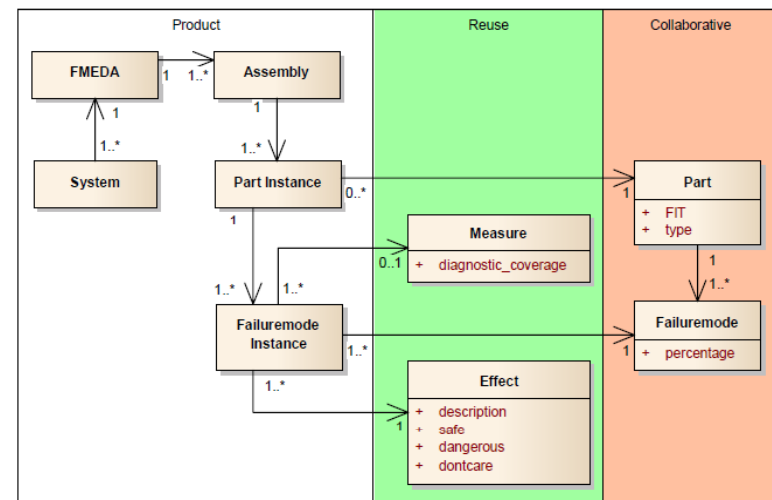 Product
Reuse
Collaborative
FMEDA
1
1..*
Assembly
1
1
1..*
1..*
System
Part Instance
0..*
1
Part
+ FIT
+ type
1
Measure
+ diagnostic_coverage
0..1
1
1..*
1..*
1..*
Failuremode
Instance
1..*
1
Failuremode
+ percentage
1..*
1
Effect
+ description
+ safe
+ dangerous
+ dontcare